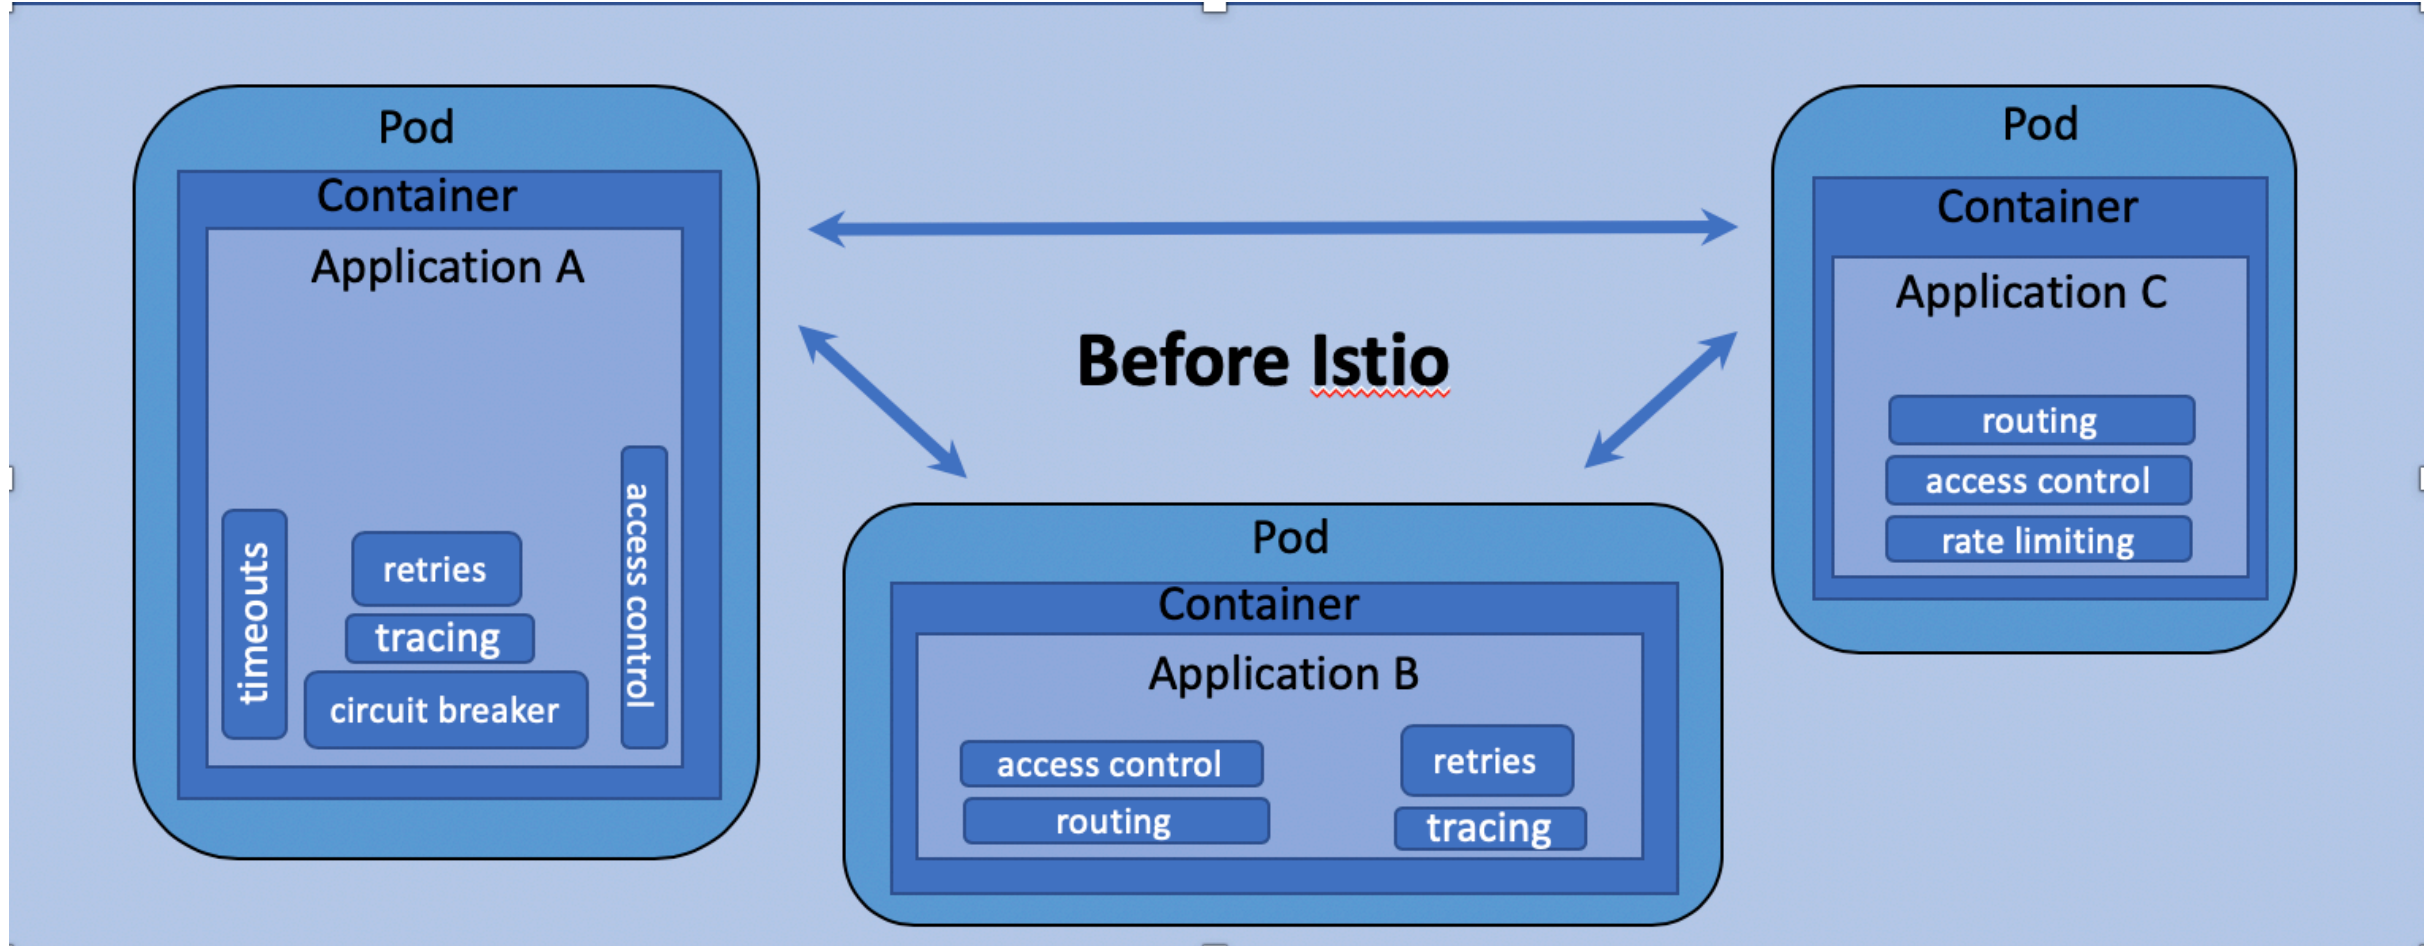 Pod
Container
Application A
timeouts
retries
tracing
circuit breaker
access control
Before Istio
Pod
Container
Application B
access control
routing
retries
tracing
Pod
Container
Application C
routing
access control
rate limiting